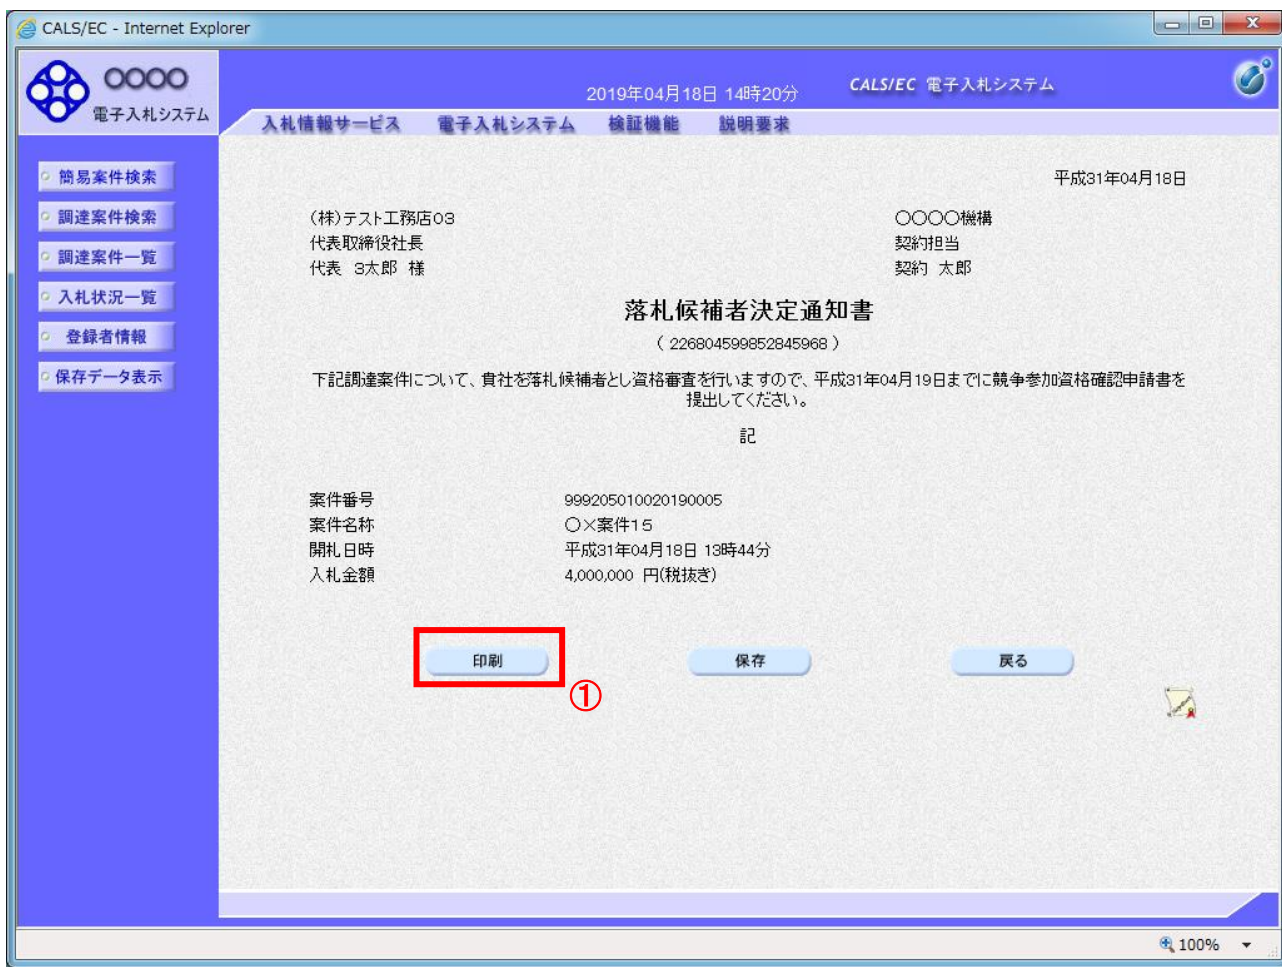 CALS/EC - Internet Explorer
〇〇〇〇
電子入札システム
2019年04月18日 14時20分
CALS/EC 電子入札システム
入札情報サービス 電子入札システム 検証機能 説明要求
簡易案件検索
調達案件検索
調達案件一覧
入札状況一覧
登録者情報
保存データ表示
平成31年04月18日
(株)テスト工務店03
代表取締役社長
代表 3太郎 様
〇〇〇〇機構
契約担当
契約 太郎
落札候補者決定通知書
( 226804599852845968 )
下記調達案件について、貴社を落札候補者とし資格審査を行いますので、平成31年04月19日までに競争参加資格確認申請書を
提出してください。
記
案件番号 999205010020190005
案件名称 〇×案件15
開札日時 平成31年04月18日 13時44分
入札金額 4,000,000 円(税抜き)
印刷 保存 戻る
①
100%